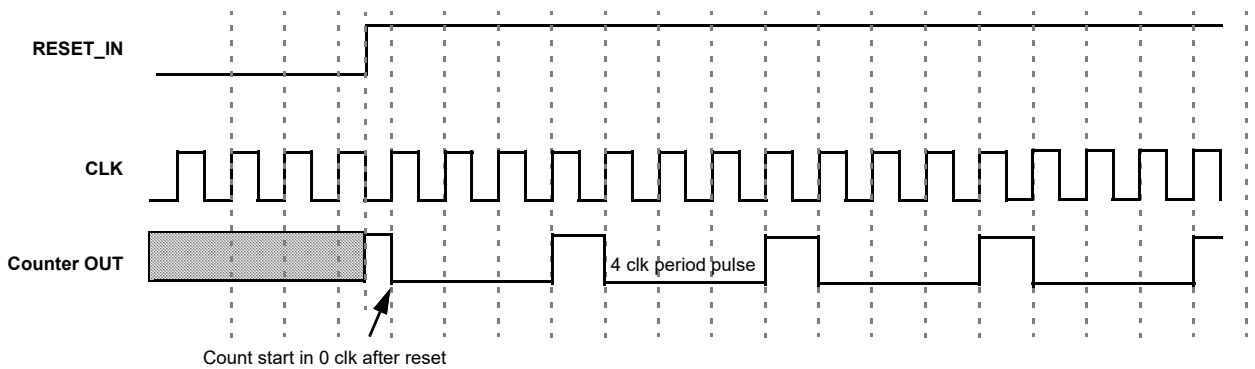 RESET_IN
CLK
Counter OUT
4 clk period pulse
Count start in 0 clk after reset